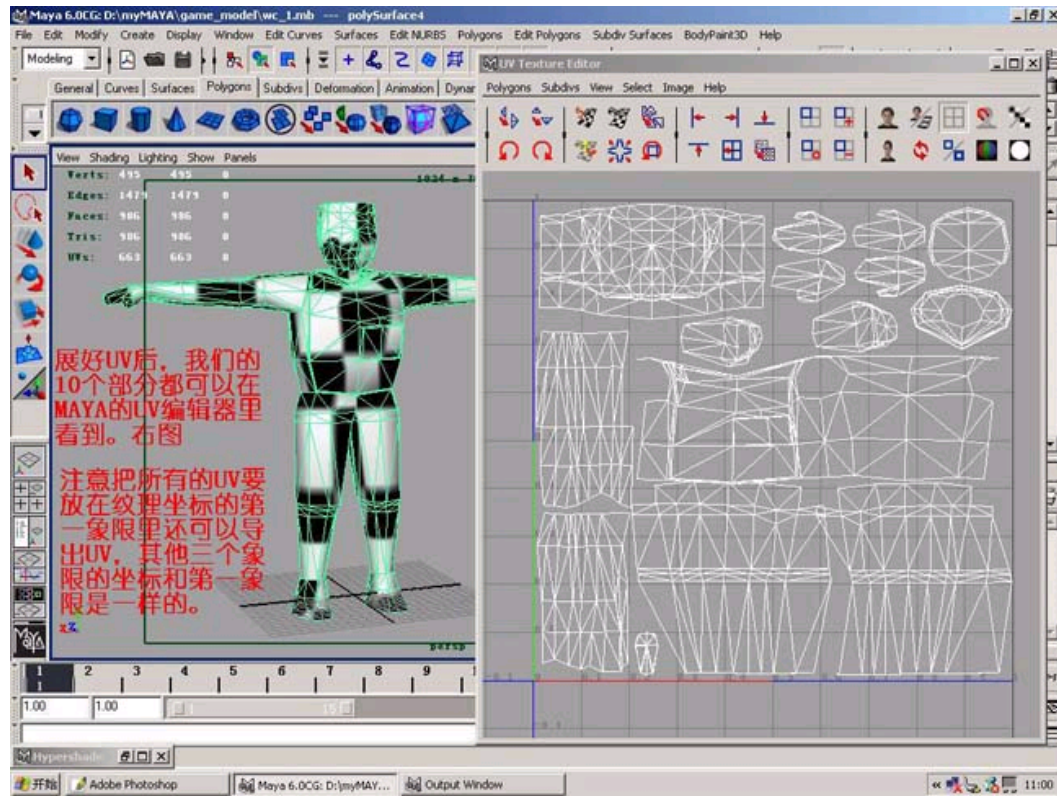 Maya 6.0CG: D:\myMAYA\game_model\wc_1.mb --- polySurface4
File Edit Modify Create Display Window Edit Curves Surfaces Edit NURBS Polygons Edit Polygons Subdiv Surfaces BodyPaint3D Help
Modeling
General Curves Surfaces Polygons Subdivs Deformation Animation Dynar
View Shading Lighting Show Panels
Verts: 495 495 0
Edges: 1479 1479 0
Faces: 986 986 0
Tris: 986 986 0
UVs: 663 663 0
展好UV后，我们的
10个部分都可以在
MAYA的UV编辑器里
看到。右图
注意把所有的UV要
放在纹理坐标的第
一象限里还可以导
出UV，其他三个象
限的坐标和第一象
限是一样的。
persp
UV Texture Editor
Polygons Subdivs View Select Image Help
1 2 3 4 5 6 7 8 9
1
1.00 1.00 1 15
Hypershade
开始 Adobe Photoshop Maya 6.0CG: D:\myMAY... Output Window 11:00